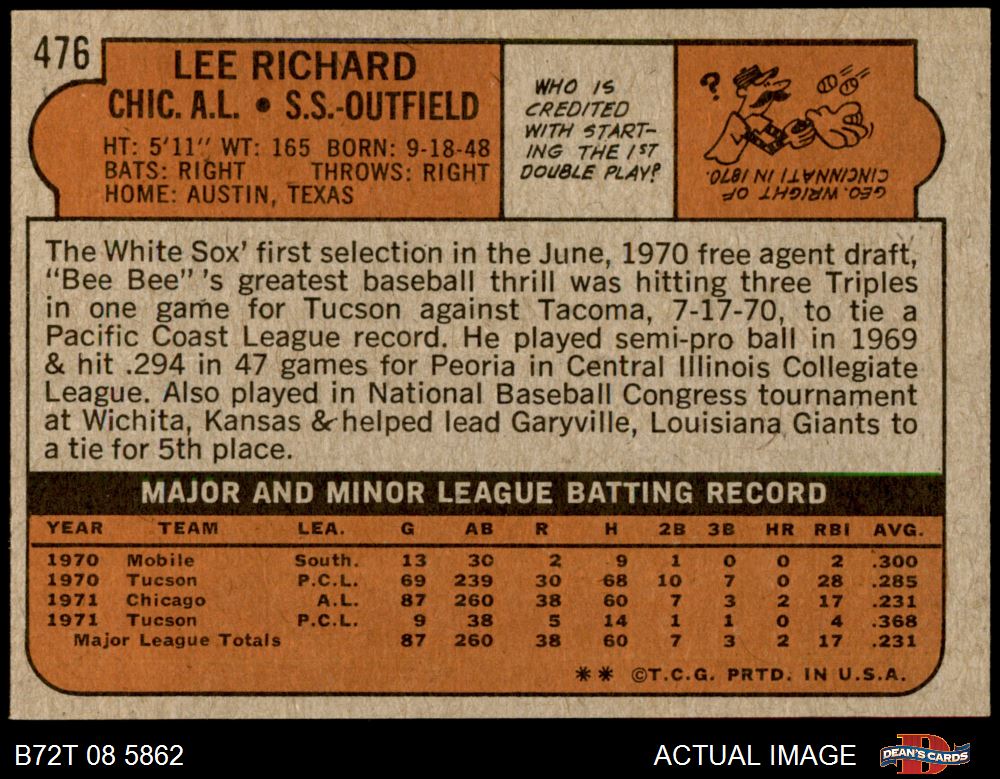 476
LEE RICHARD
CHIC. A.L. • S.S.-OUTFIELD
HT: 5'11" WT: 165 BORN: 9-18-48
BATS: RIGHT THROWS: RIGHT
HOME: AUSTIN, TEXAS
WHO IS
CREDITED
WITH START-
ING THE 1ST
DOUBLE PLAY?
?
GEO. WRIGHT OF
CINCINNATI IN 1870.
The White Sox' first selection in the June, 1970 free agent draft,
"Bee Bee" 's greatest baseball thrill was hitting three Triples
in one game for Tucson against Tacoma, 7-17-70, to tie a
Pacific Coast League record. He played semi-pro ball in 1969
& hit .294 in 47 games for Peoria in Central Illinois Collegiate
League. Also played in National Baseball Congress tournament
at Wichita, Kansas & helped lead Garyville, Louisiana Giants to
a tie for 5th place.
MAJOR AND MINOR LEAGUE BATTING RECORD
YEAR TEAM LEA. G AB R H 2B 3B HR RBI AVG.
1970 Mobile South. 13 30 2 9 1 0 0 2 .300
1970 Tucson P.C.L. 69 239 30 68 10 7 0 28 .285
1971 Chicago A.L. 87 260 38 60 7 3 2 17 .231
1971 Tucson P.C.L. 9 38 5 14 1 1 0 4 .368
Major League Totals 87 260 38 60 7 3 2 17 .231
** ©T.C.G. PRTD. IN U.S.A.
B72T 08 5862
ACTUAL IMAGE
DEAN'S CARDS